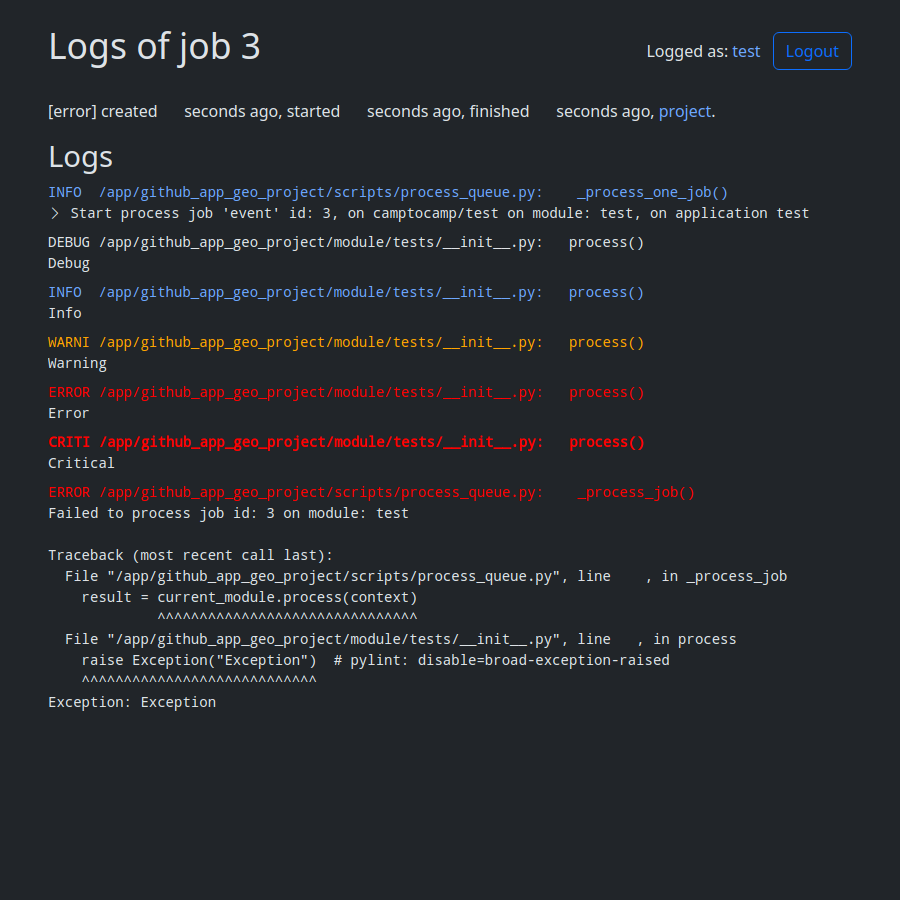 Logs of job 3
Logged as: test Logout
[error] created seconds ago, started seconds ago, finished seconds ago, project.
Logs
INFO /app/github_app_geo_project/scripts/process_queue.py: _process_one_job()
> Start process job 'event' id: 3, on camptocamp/test on module: test, on application test
DEBUG /app/github_app_geo_project/module/tests/__init__.py: process()
Debug
INFO /app/github_app_geo_project/module/tests/__init__.py: process()
Info
WARNI /app/github_app_geo_project/module/tests/__init__.py: process()
Warning
ERROR /app/github_app_geo_project/module/tests/__init__.py: process()
Error
CRITI /app/github_app_geo_project/module/tests/__init__.py: process()
Critical
ERROR /app/github_app_geo_project/scripts/process_queue.py: _process_job()
Failed to process job id: 3 on module: test
Traceback (most recent call last):
File "/app/github_app_geo_project/scripts/process_queue.py", line , in _process_job
result = current_module.process(context)
^^^^^^^^^^^^^^^^^^^^^^^^^^^^^^^
File "/app/github_app_geo_project/module/tests/__init__.py", line , in process
raise Exception("Exception") # pylint: disable=broad-exception-raised
^^^^^^^^^^^^^^^^^^^^^^^^^^^^
Exception: Exception